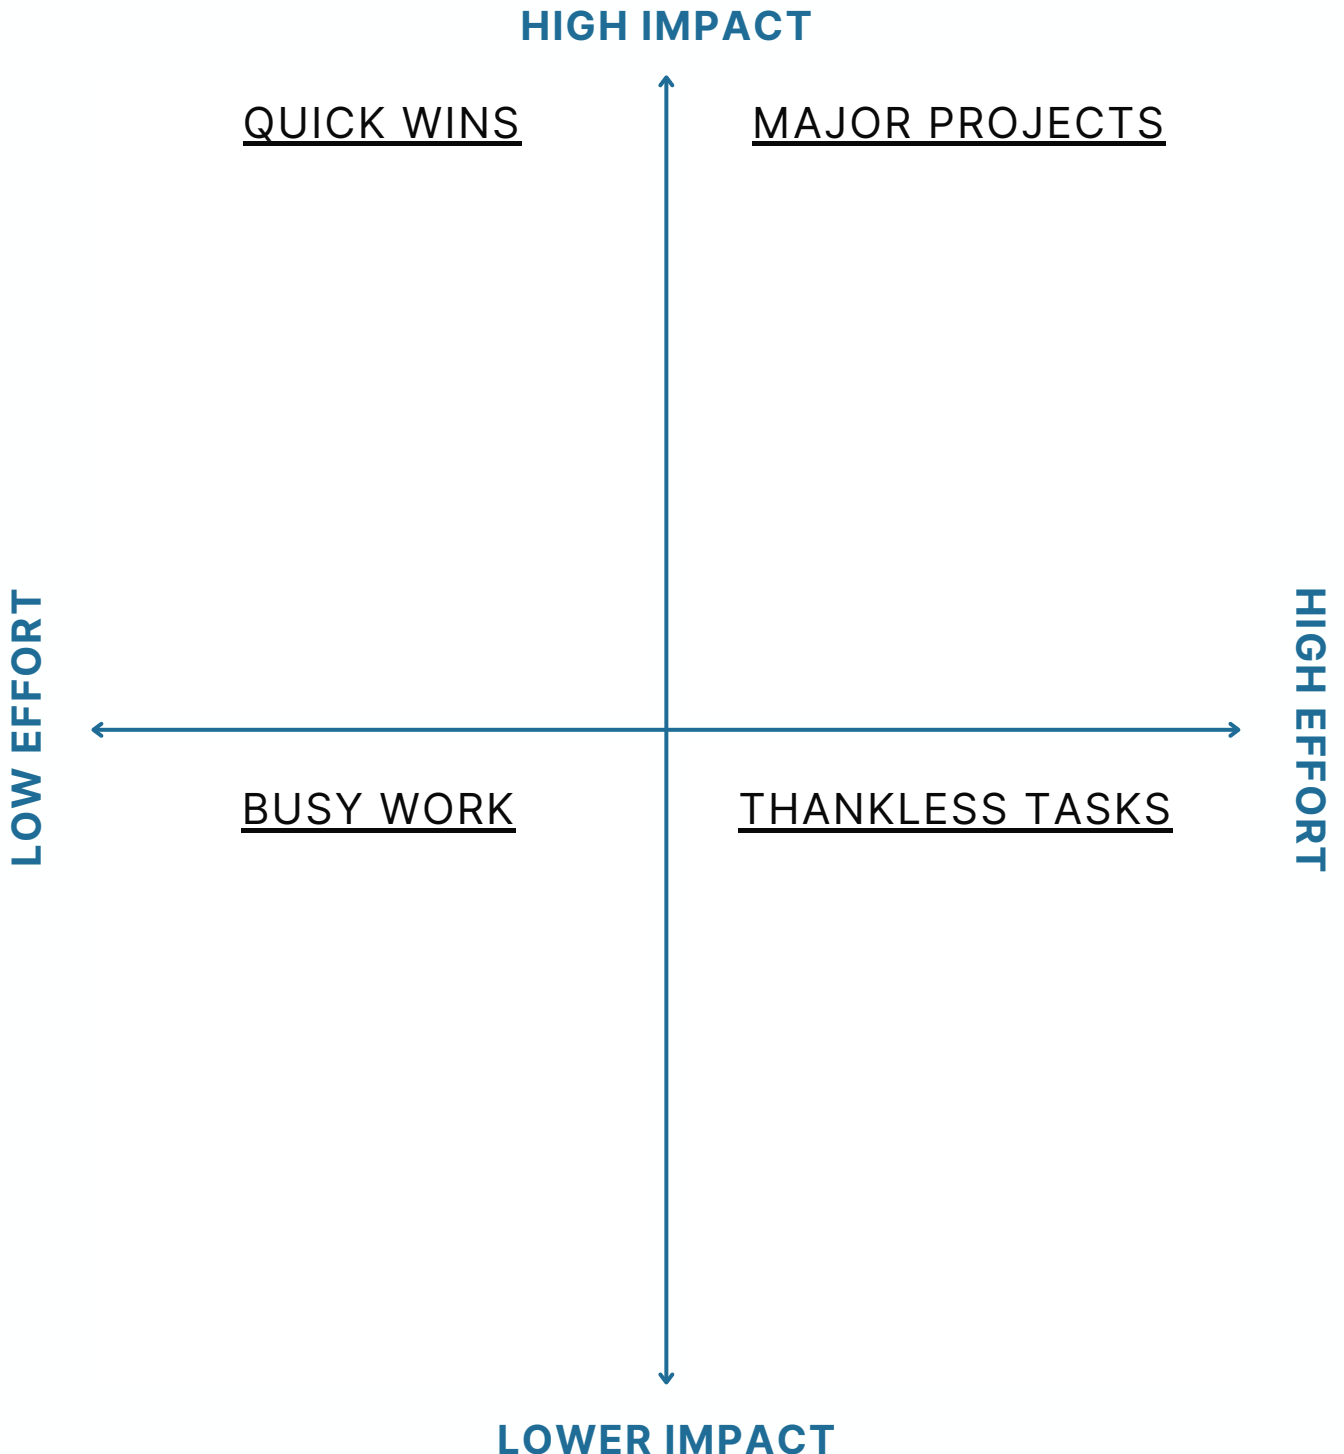 HIGH IMPACT
QUICK WINS
MAJOR PROJECTS
LOW EFFORT
HIGH EFFORT
BUSY WORK
THANKLESS TASKS
LOWER IMPACT